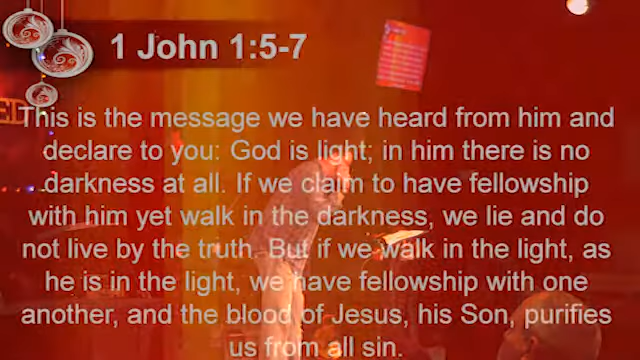 1 John 1:5-7
ED
This is the message we have heard from him and
declare to you: God is light; in him there is no
darkness at all. If we claim to have fellowship
with him yet walk in the darkness, we lie and do
not live by the truth. But if we walk in the light, as
he is in the light, we have fellowship with one
another, and the blood of Jesus, his Son, purifies
us from all sin.